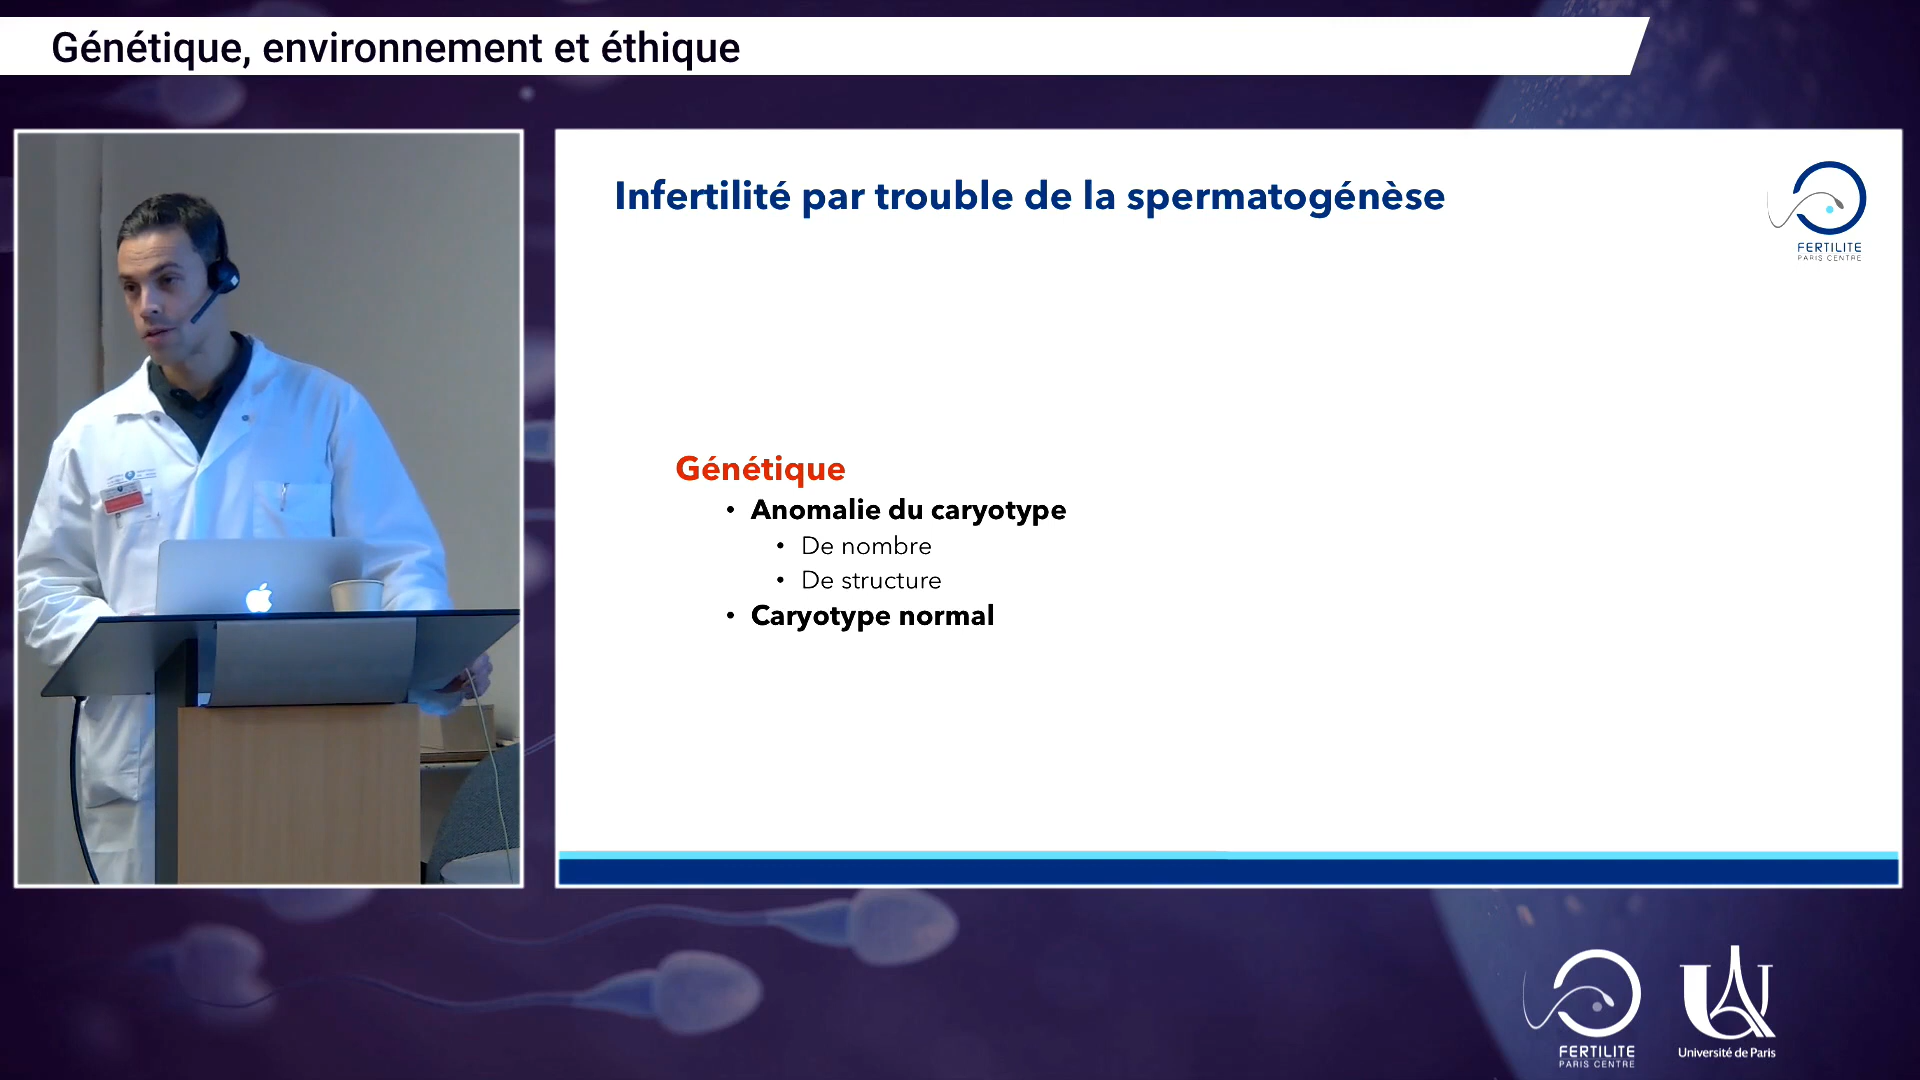 Génétique, environnement et éthique
Infertilité par trouble de la spermatogénèse
FERTILITE
PARIS CENTRE
Génétique
• Anomalie du caryotype
• De nombre
• De structure
• Caryotype normal
FERTILITE
PARIS CENTRE
Université de Paris